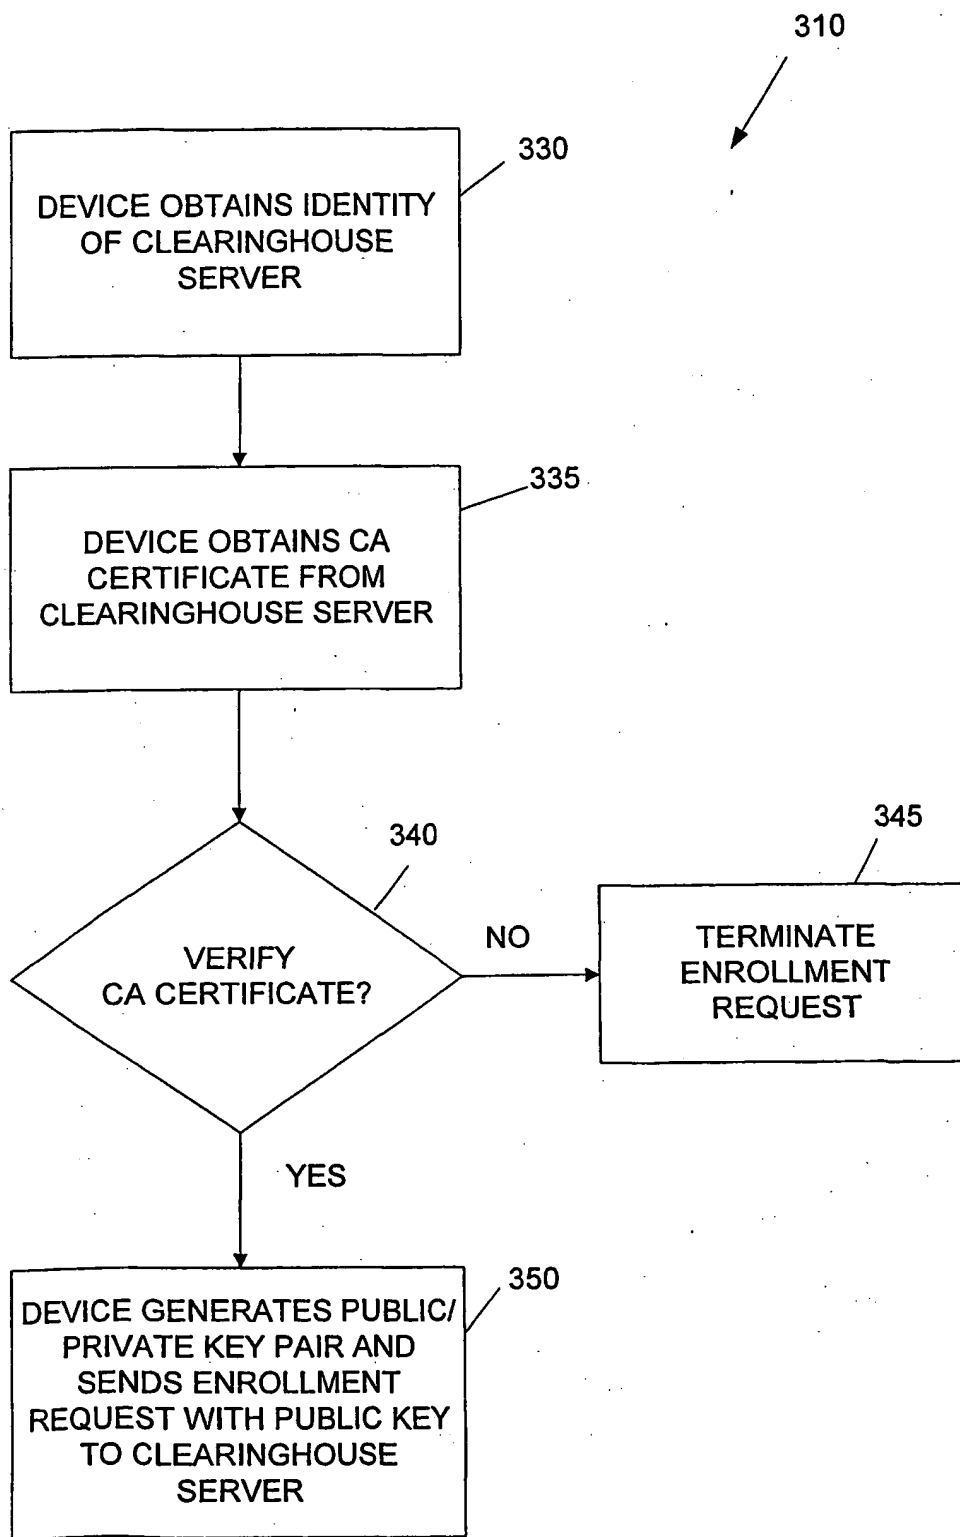 310
330
DEVICE OBTAINS IDENTITY
OF CLEARINGHOUSE
SERVER
335
DEVICE OBTAINS CA
CERTIFICATE FROM
CLEARINGHOUSE SERVER
340
VERIFY
CA CERTIFICATE?
NO
345
TERMINATE
ENROLLMENT
REQUEST
YES
350
DEVICE GENERATES PUBLIC/
PRIVATE KEY PAIR AND
SENDS ENROLLMENT
REQUEST WITH PUBLIC KEY
TO CLEARINGHOUSE
SERVER